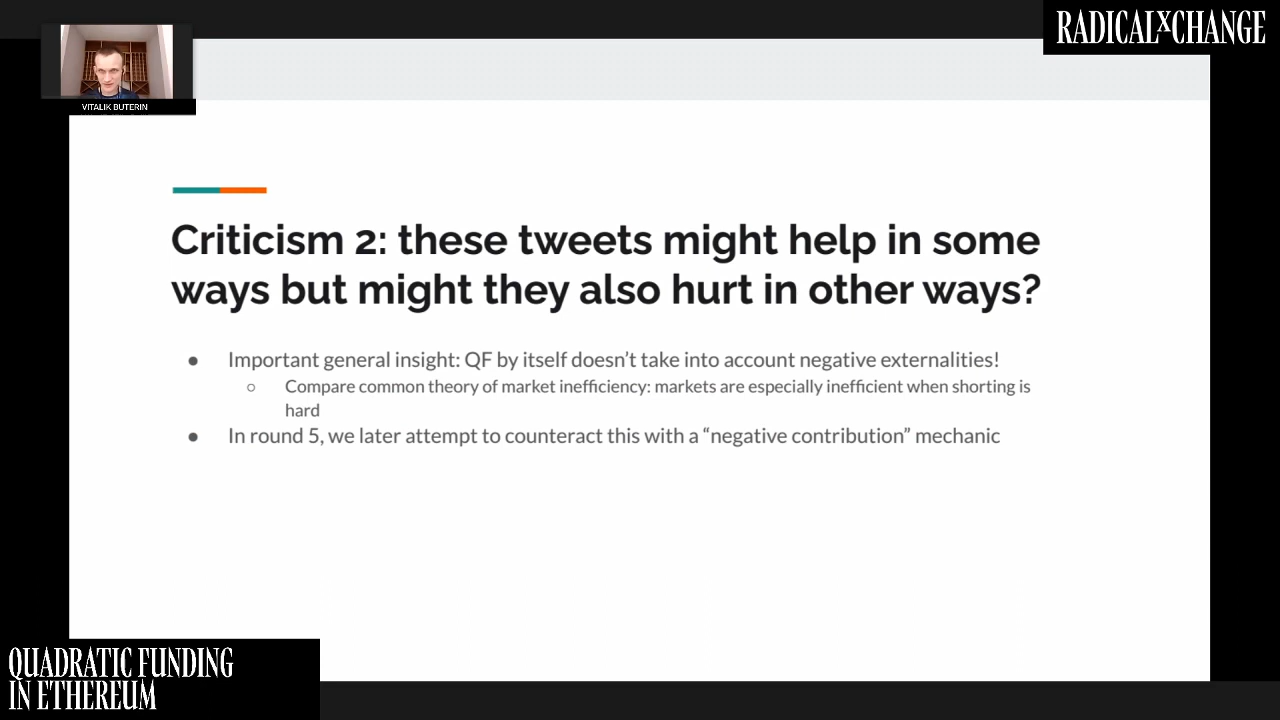 RADICALXCHANGE
VITALIK BUTERIN
Criticism 2: these tweets might help in some
ways but might they also hurt in other ways?
● Important general insight: QF by itself doesn’t take into account negative externalities!
○ Compare common theory of market inefficiency: markets are especially inefficient when shorting is
hard
● In round 5, we later attempt to counteract this with a “negative contribution” mechanic
QUADRATIC FUNDING
IN ETHEREUM